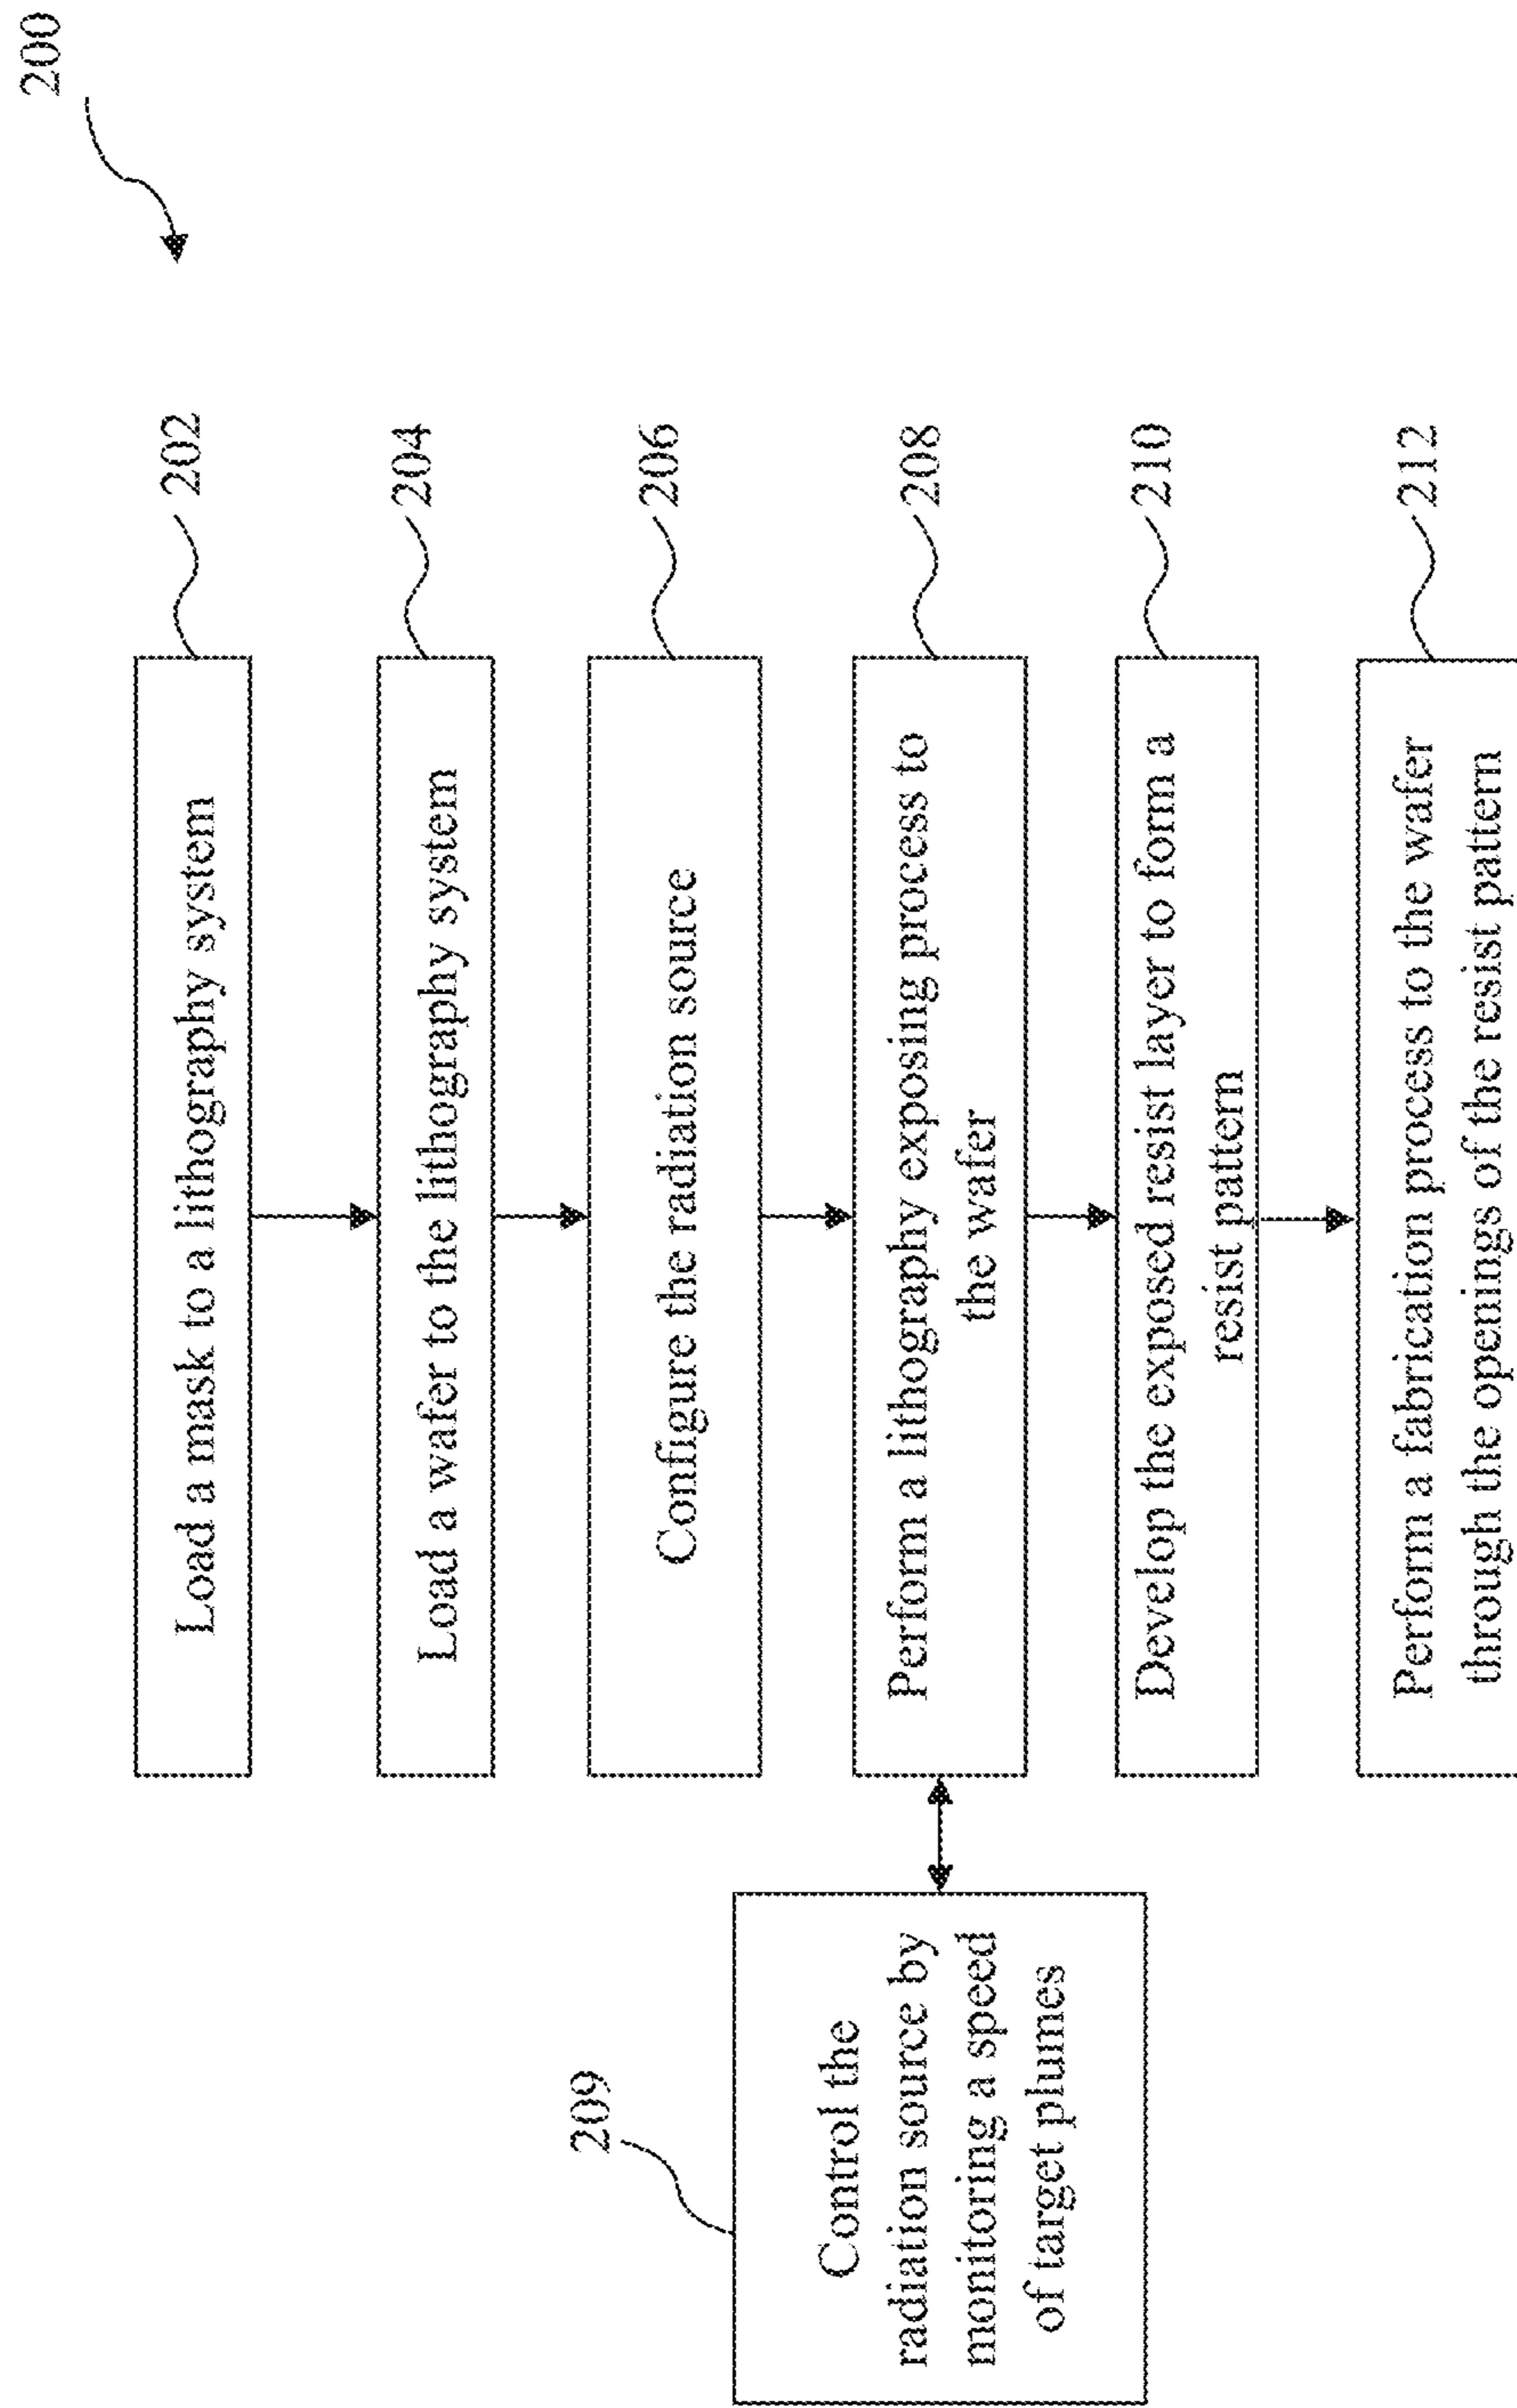 200
Load a mask to a lithography system
202
Load a wafer to the lithography system
204
Configure the radiation source
206
Perform a lithography exposing process to
the wafer
208
209
Control the
radiation source by
monitoring a speed
of target plumes
Develop the exposed resist layer to form a
resist pattern
210
Perform a fabrication process to the wafer
through the openings of the resist pattern
212